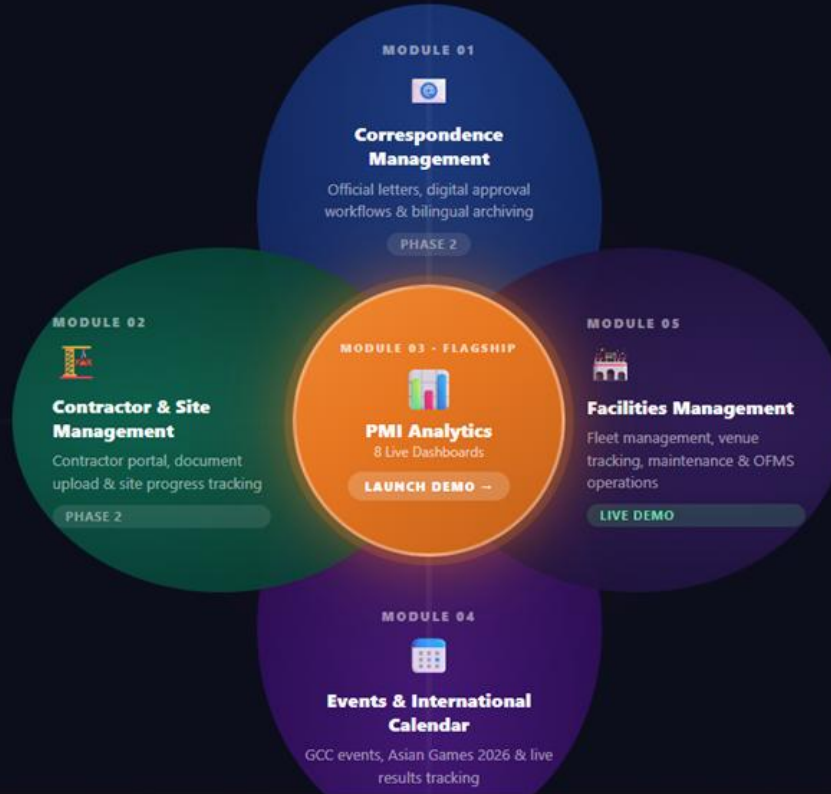 MODULE 01
Correspondence
Management
Official letters, digital approval
workflows & bilingual archiving
PHASE 2
MODULE 02
Contractor & Site
Management
Contractor portal, document
upload & site progress tracking
PHASE 2
MODULE 03 - FLAGSHIP
PMI Analytics
8 Live Dashboards
LAUNCH DEMO →
MODULE 05
Facilities Management
Fleet management, venue
tracking, maintenance & OFMS
operations
LIVE DEMO
MODULE 04
Events & International
Calendar
GCC events, Asian Games 2026 & live
results tracking